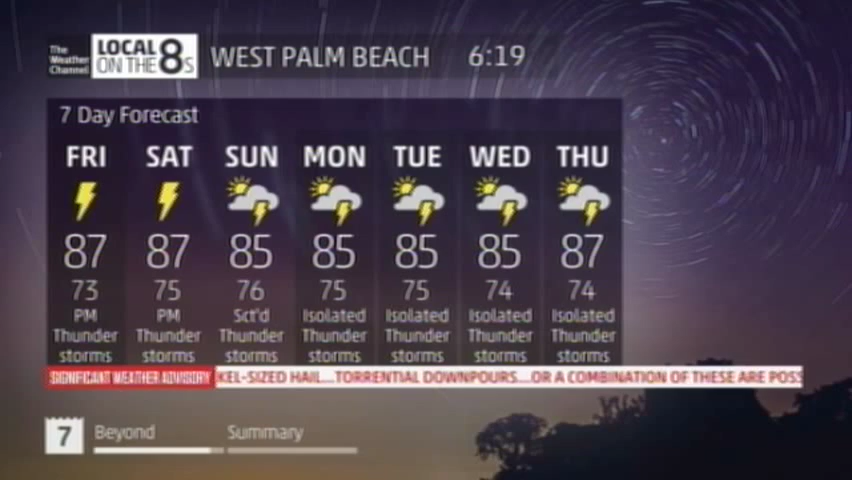 The Weather Channel
LOCAL ON THE 8s
WEST PALM BEACH 6:19
7 Day Forecast
FRI SAT SUN MON TUE WED THU
87 87 85 85 85 85 87
73 75 76 75 75 74 74
PM PM Sct'd Isolated Isolated Isolated Isolated
Thunder Thunder Thunder Thunder Thunder Thunder Thunder
storms storms storms storms storms storms storms
SIGNIFICANT WEATHER ADVISORY KEL-SIZED HAIL...TORRENTIAL DOWNPOURS...OR A COMBINATION OF THESE ARE POSS
7 Beyond Summary